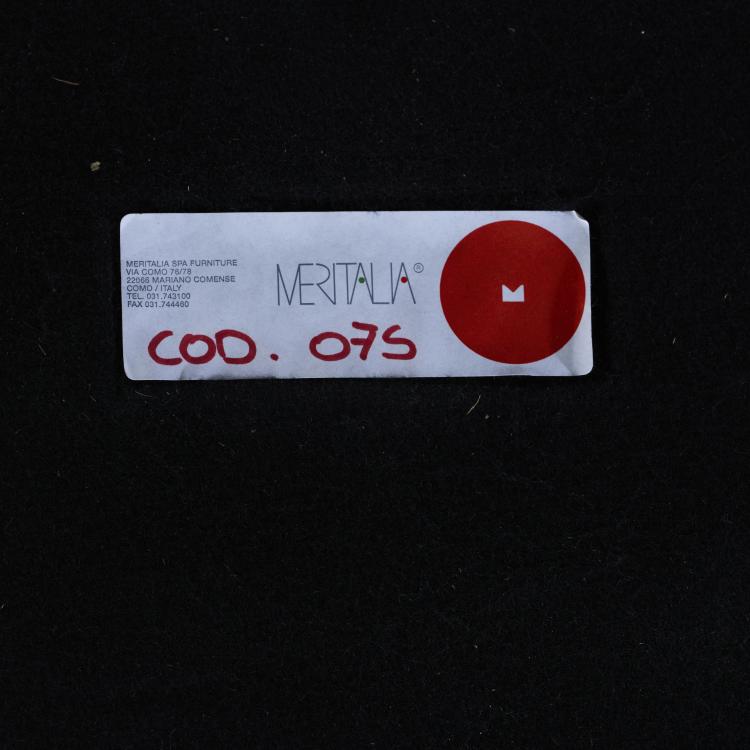 MERITALIA SPA FURNITURE
VIA COMO 76/78
22066 MARIANO COMENSE
COMO / ITALY
TEL. 031.743100
FAX 031.744460
MERITALIA®
M
COD. 07S